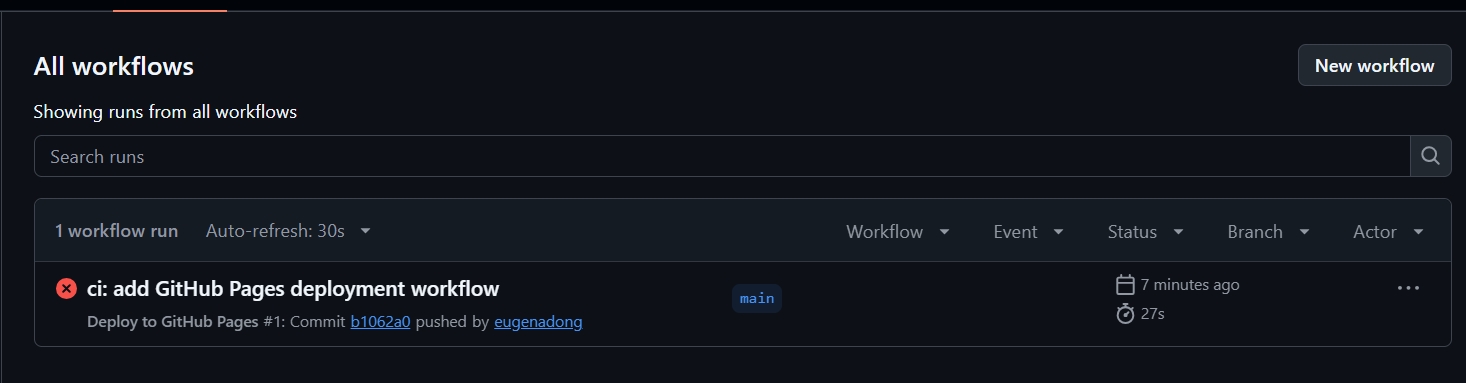 All workflows
New workflow
Showing runs from all workflows
Search runs
1 workflow run Auto-refresh: 30s Workflow Event Status Branch Actor
ci: add GitHub Pages deployment workflow
main
7 minutes ago
Deploy to GitHub Pages #1: Commit b1062a0 pushed by eugenadong
27s